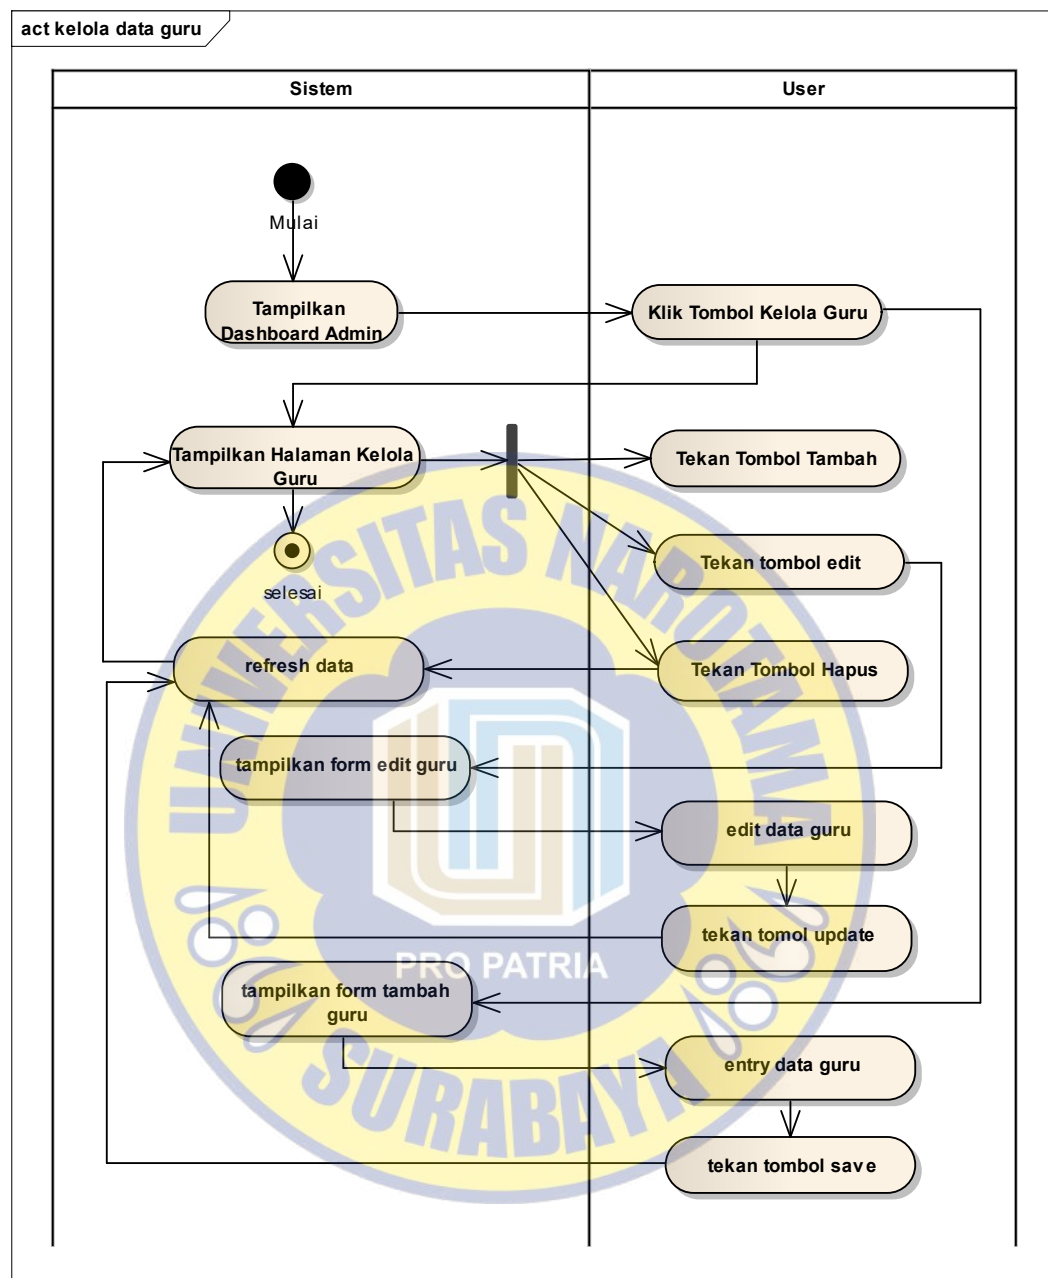 act kelola data guru
Sistem
User
Mulai
Tampilkan
Dashboard Admin
Klik Tombol Kelola Guru
Tampilkan Halaman Kelola
Guru
Tekan Tombol Tambah
selesai
Tekan tombol edit
refresh data
Tekan Tombol Hapus
tampilkan form edit guru
edit data guru
tekan tomol update
tampilkan form tambah
guru
entry data guru
tekan tombol save
UNIVERSITAS NAROTAMA
PRO PATRIA
SURABAYA